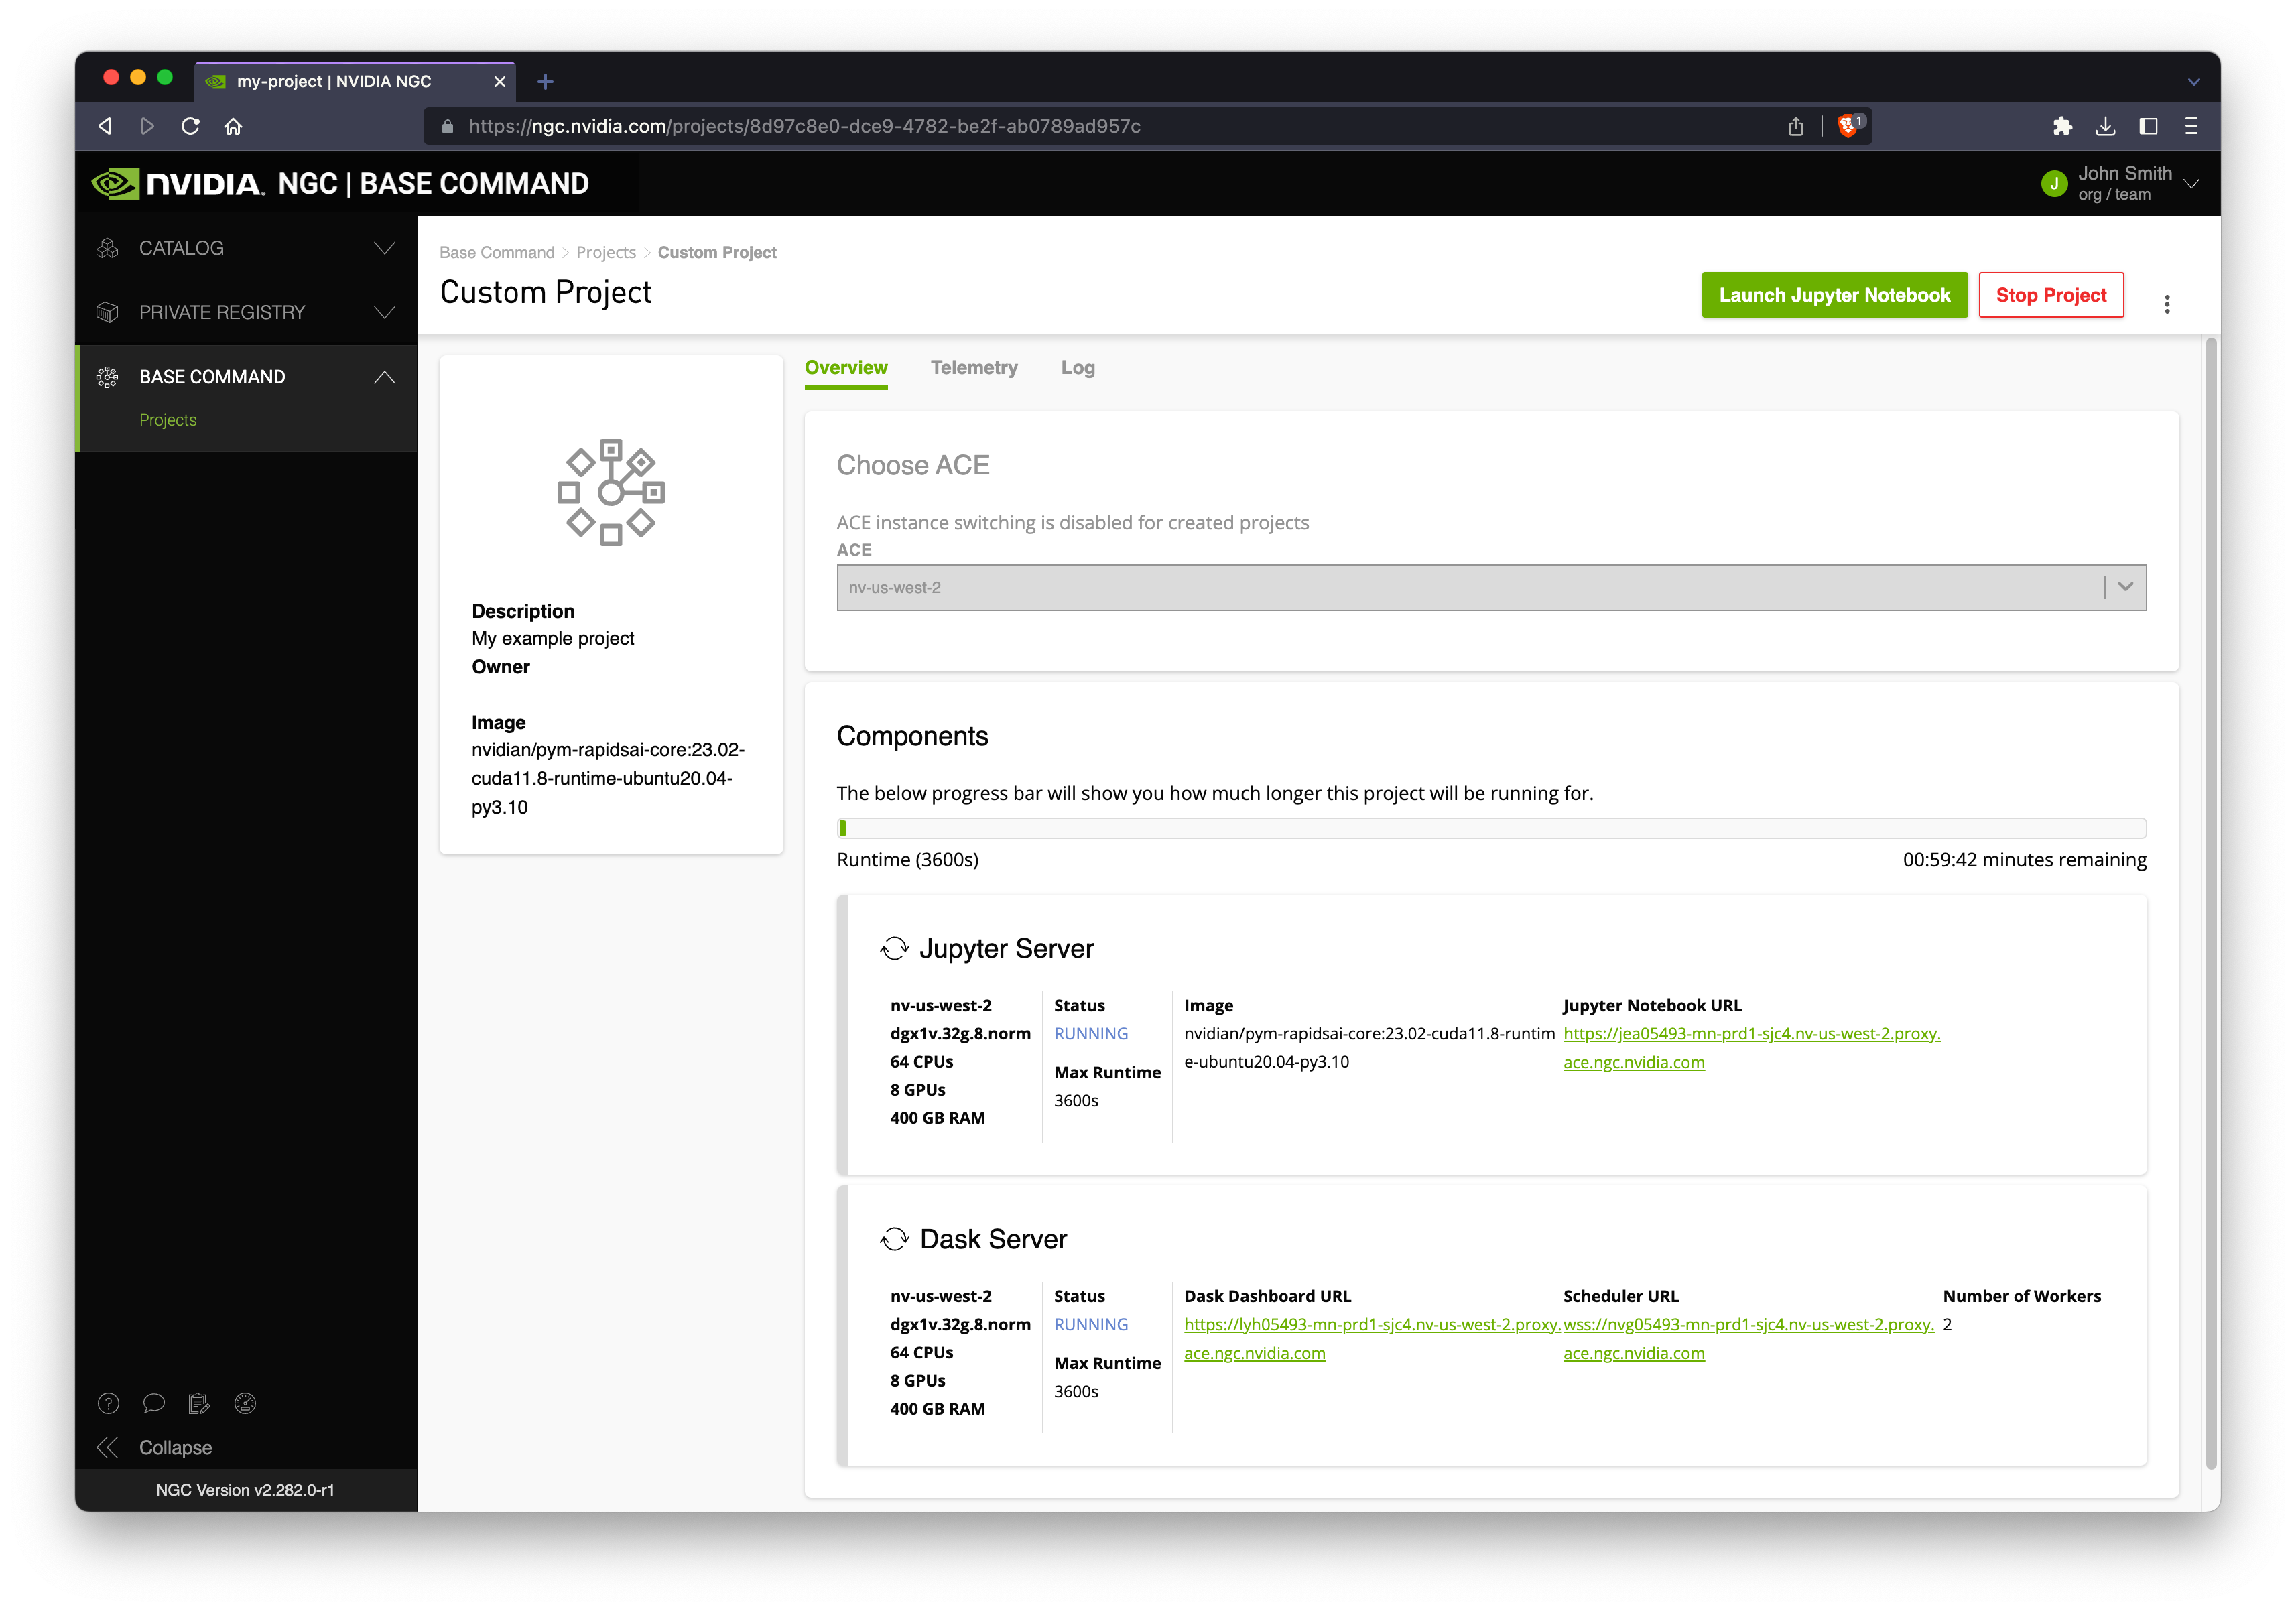 my-project | NVIDIA NGC
https://ngc.nvidia.com/projects/8d97c8e0-dce9-4782-be2f-ab0789ad957c
1
NVIDIA. NGC | BASE COMMAND
J
John Smith
org / team
CATALOG
PRIVATE REGISTRY
BASE COMMAND
Projects
Base Command > Projects > Custom Project
Custom Project
Launch Jupyter Notebook
Stop Project
Description
My example project
Owner
Image
nvidian/pym-rapidsai-core:23.02-
cuda11.8-runtime-ubuntu20.04-
py3.10
Overview Telemetry Log
Choose ACE
ACE instance switching is disabled for created projects
ACE
nv-us-west-2
Components
The below progress bar will show you how much longer this project will be running for.
Runtime (3600s) 00:59:42 minutes remaining
Jupyter Server
nv-us-west-2
dgx1v.32g.8.norm
64 CPUs
8 GPUs
400 GB RAM
Status
RUNNING
Max Runtime
3600s
Image
nvidian/pym-rapidsai-core:23.02-cuda11.8-runtim
e-ubuntu20.04-py3.10
Jupyter Notebook URL
https://jea05493-mn-prd1-sjc4.nv-us-west-2.proxy.
ace.ngc.nvidia.com
Dask Server
nv-us-west-2
dgx1v.32g.8.norm
64 CPUs
8 GPUs
400 GB RAM
Status
RUNNING
Max Runtime
3600s
Dask Dashboard URL
https://lyh05493-mn-prd1-sjc4.nv-us-west-2.proxy.
ace.ngc.nvidia.com
Scheduler URL
wss://nvg05493-mn-prd1-sjc4.nv-us-west-2.proxy.
ace.ngc.nvidia.com
Number of Workers
2
Collapse
NGC Version v2.282.0-r1